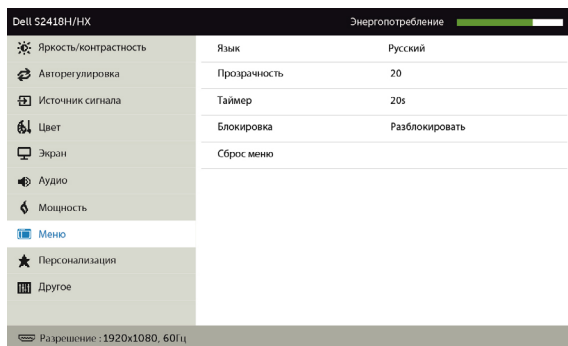 Dell S2418H/HX
Энергопотребление
Яркость/контрастность
Язык
Русский
Авторегулировка
Прозрачность
20
Источник сигнала
Таймер
20s
Цвет
Блокировка
Разблокировать
Экран
Сброс меню
Аудио
Мощность
Меню
Персонализация
Другое
Разрешение : 1920x1080, 60Гц